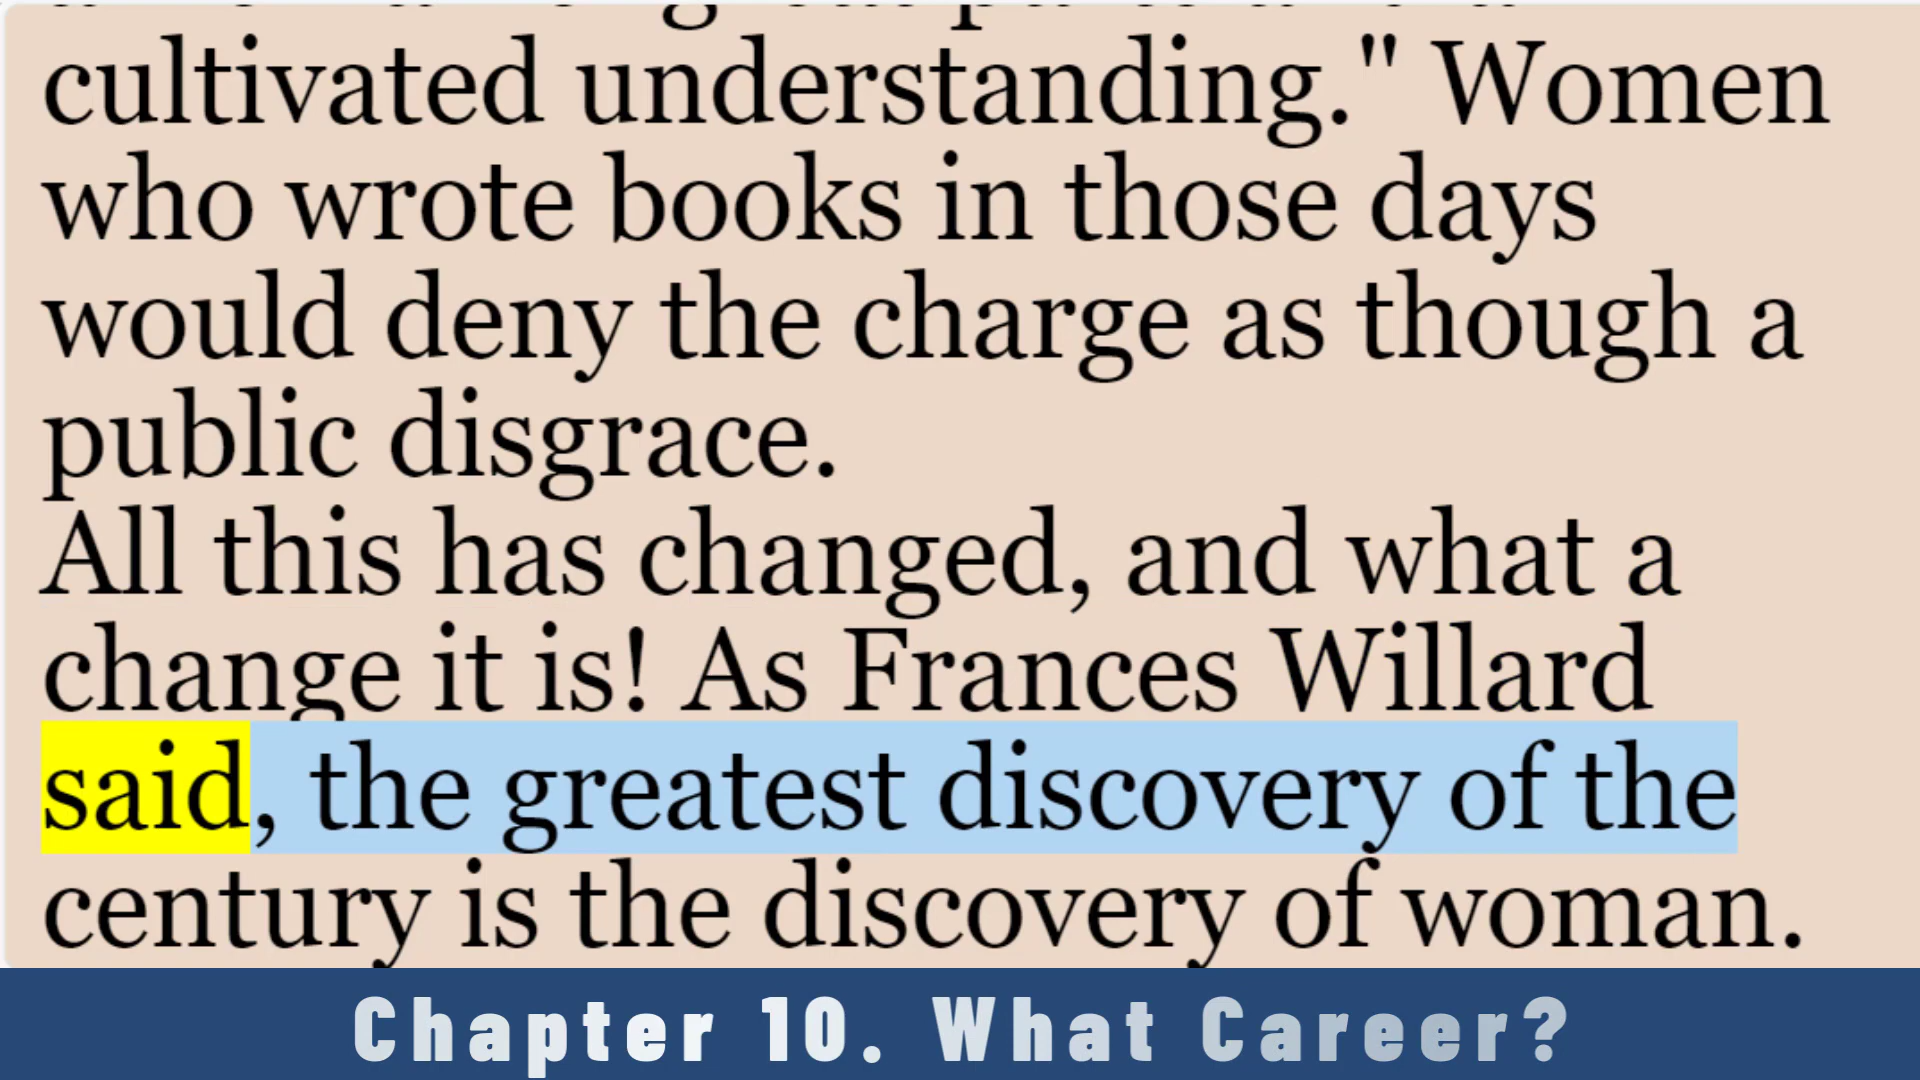 cultivated understanding." Women
who wrote books in those days
would deny the charge as though a
public disgrace.
All this has changed, and what a
change it is! As Frances Willard
said, the greatest discovery of the
century is the discovery of woman.
Chapter 10. What Career?